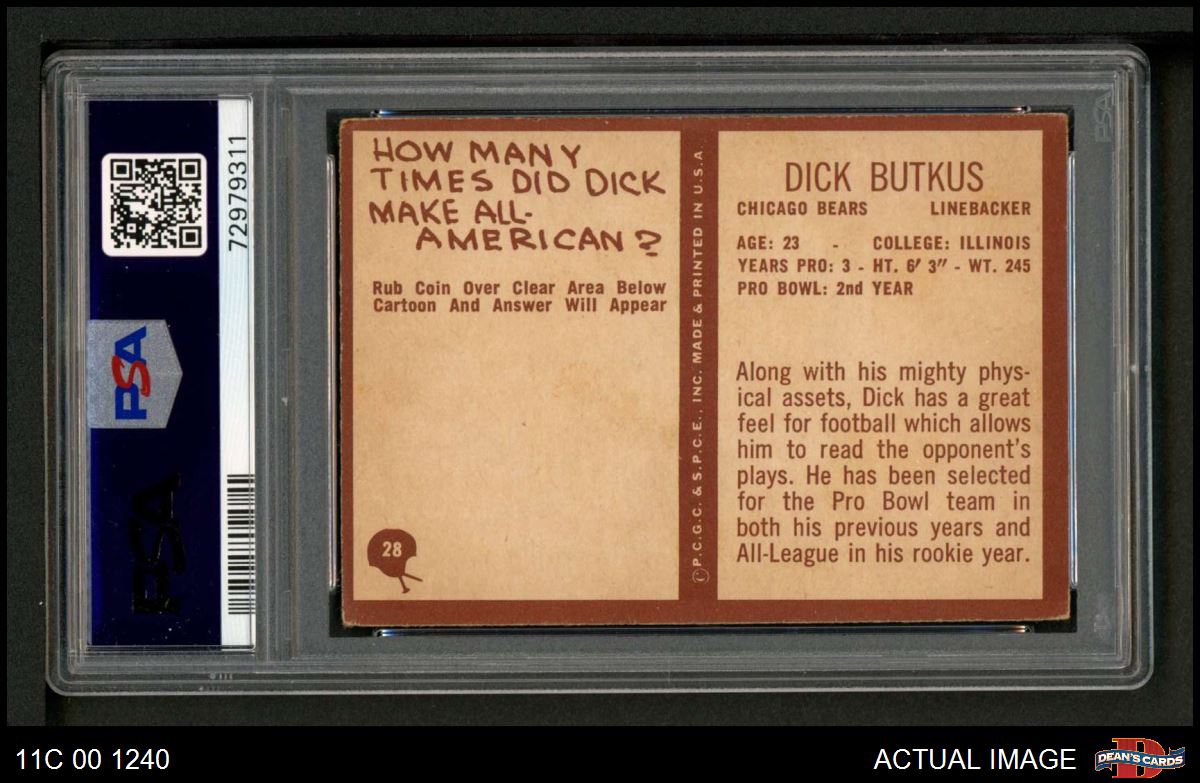 72979311
PSA
PSA
HOW MANY
TIMES DID DICK
MAKE ALL-
AMERICAN?
Rub Coin Over Clear Area Below
Cartoon And Answer Will Appear
28
©P.C.G.C. & S.P.C.E., INC. MADE & PRINTED IN U.S.A.
DICK BUTKUS
CHICAGO BEARS LINEBACKER
AGE: 23 - COLLEGE: ILLINOIS
YEARS PRO: 3 - HT. 6′ 3″ - WT. 245
PRO BOWL: 2nd YEAR
Along with his mighty phys-
ical assets, Dick has a great
feel for football which allows
him to read the opponent's
plays. He has been selected
for the Pro Bowl team in
both his previous years and
All-League in his rookie year.
PSA
11C 00 1240
ACTUAL IMAGE
DEAN'S CARDS